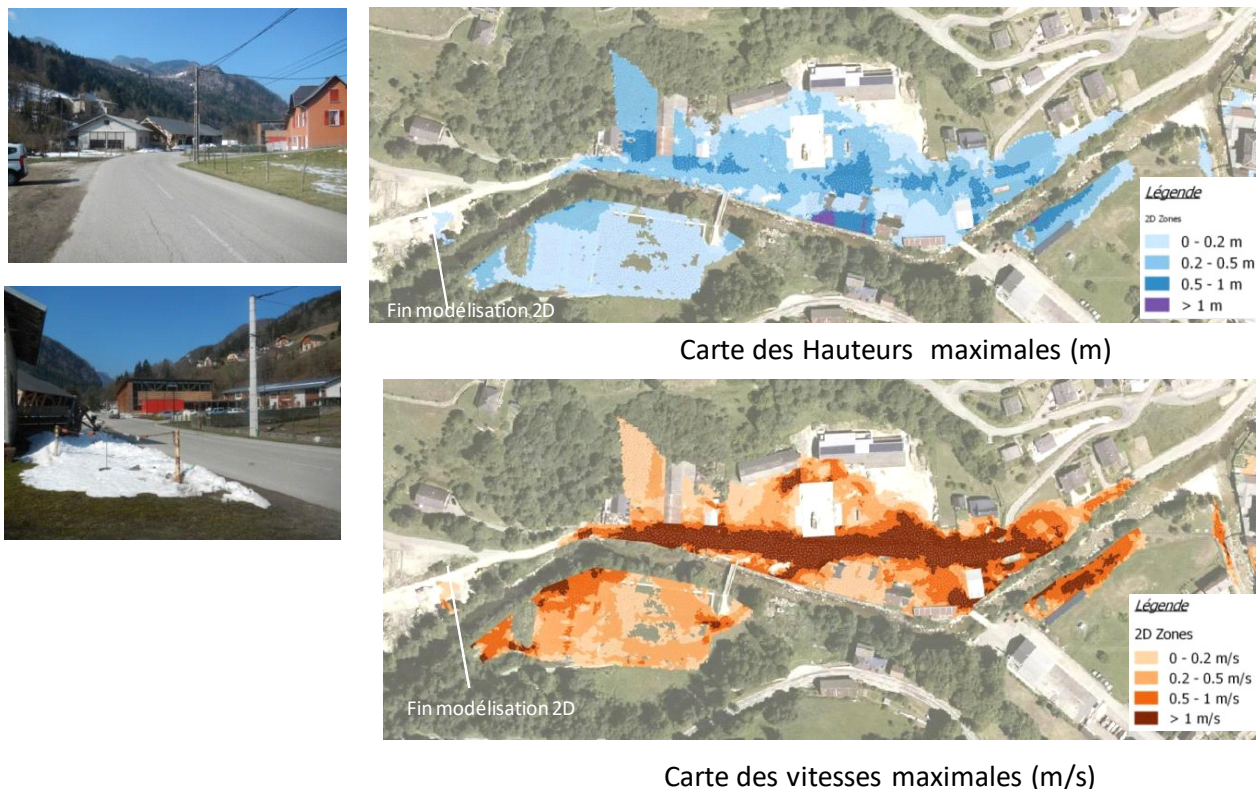 Légende
2D Zones
0 - 0.2 m
0.2 - 0.5 m
0.5 - 1 m
> 1 m
Fin modélisation 2D
Carte des Hauteurs maximales (m)
Légende
2D Zones
0 - 0.2 m/s
0.2 - 0.5 m/s
0.5 - 1 m/s
> 1 m/s
Fin modélisation 2D
Carte des vitesses maximales (m/s)